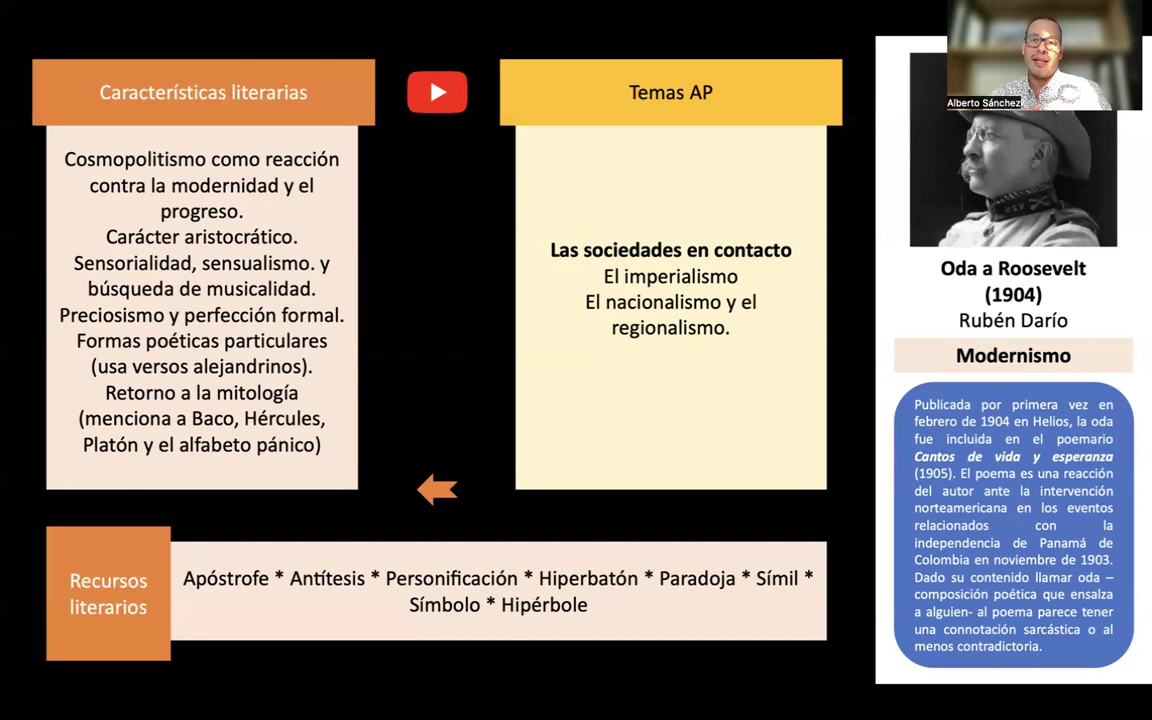 Características literarias
Cosmopolitismo como reacción
contra la modernidad y el
progreso.
Carácter aristocrático.
Sensorialidad, sensualismo. y
búsqueda de musicalidad.
Preciosismo y perfección formal.
Formas poéticas particulares
(usa versos alejandrinos).
Retorno a la mitología
(menciona a Baco, Hércules,
Platón y el alfabeto pánico)
Temas AP
Las sociedades en contacto
El imperialismo
El nacionalismo y el
regionalismo.
Recursos
literarios
Apóstrofe * Antítesis * Personificación * Hiperbatón * Paradoja * Símil *
Símbolo * Hipérbole
Alberto Sánchez
U.S.V
Oda a Roosevelt
(1904)
Rubén Darío
Modernismo
Publicada por primera vez en
febrero de 1904 en Helios, la oda
fue incluida en el poemario
Cantos de vida y esperanza
(1905). El poema es una reacción
del autor ante la intervención
norteamericana en los eventos
relacionados con la
independencia de Panamá de
Colombia en noviembre de 1903.
Dado su contenido llamar oda –
composición poética que ensalza
a alguien- al poema parece tener
una connotación sarcástica o al
menos contradictoria.